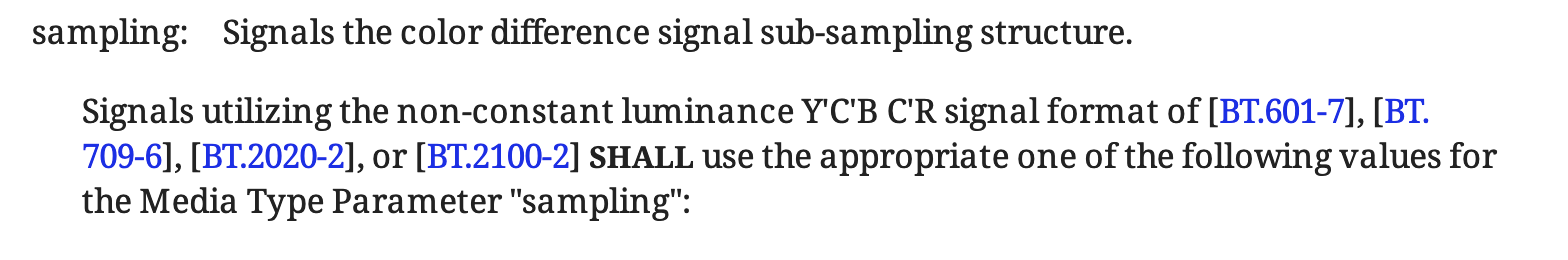 sampling: Signals the color difference signal sub-sampling structure.
Signals utilizing the non-constant luminance Y'C'B C'R signal format of [BT.601-7], [BT.
709-6], [BT.2020-2], or [BT.2100-2] SHALL use the appropriate one of the following values for
the Media Type Parameter "sampling":